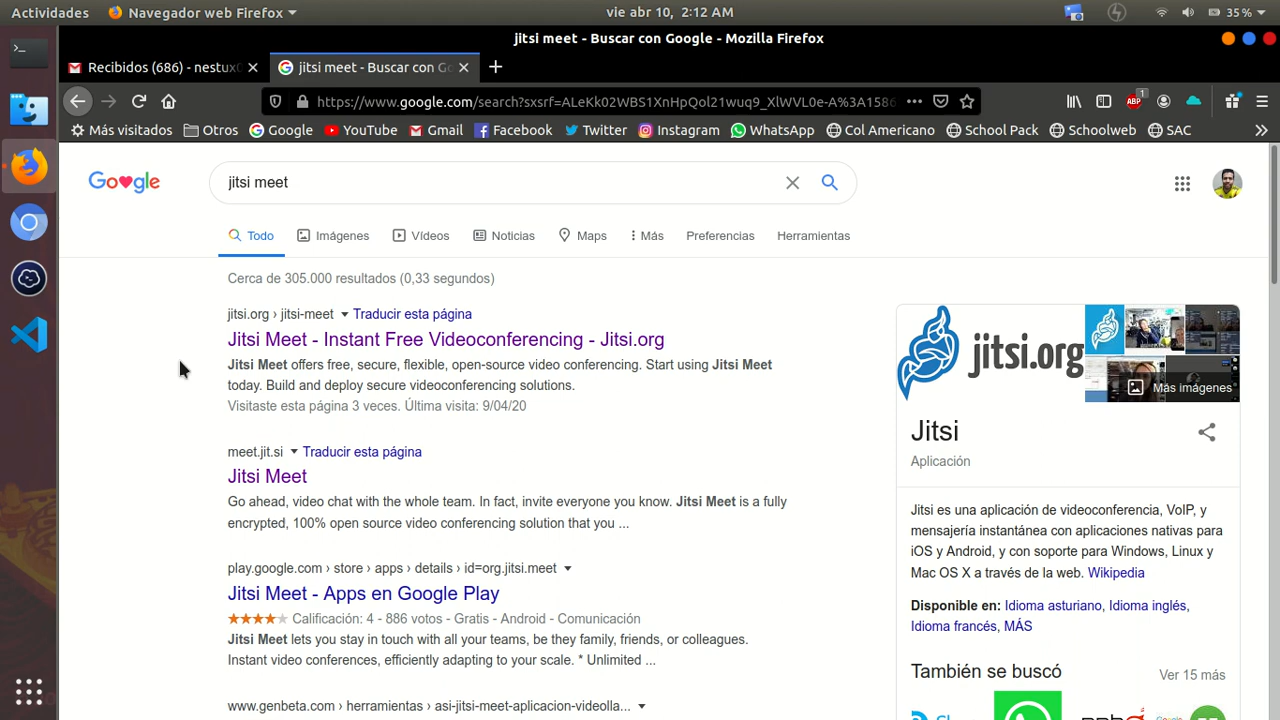 Actividades Navegador web Firefox vie abr 10, 2:12 AM 35 %
jitsi meet - Buscar con Google - Mozilla Firefox
Recibidos (686) - nestux jitsi meet - Buscar con Go
https://www.google.com/search?sxsrf=ALeKk02WBS1XnHpQol21wuq9_XlWVL0e-A%3A1586 ABP 1
Más visitados Otros Google YouTube Gmail Facebook Twitter Instagram WhatsApp Col Americano School Pack Schoolweb SAC
Google jitsi meet
Todo Imágenes Vídeos Noticias Maps Más Preferencias Herramientas
Cerca de 305.000 resultados (0,33 segundos)
jitsi.org › jitsi-meet Traducir esta página
Jitsi Meet - Instant Free Videoconferencing - Jitsi.org
Jitsi Meet offers free, secure, flexible, open-source video conferencing. Start using Jitsi Meet
today. Build and deploy secure videoconferencing solutions.
Visitaste esta página 3 veces. Última visita: 9/04/20
meet.jit.si Traducir esta página
Jitsi Meet
Go ahead, video chat with the whole team. In fact, invite everyone you know. Jitsi Meet is a fully
encrypted, 100% open source video conferencing solution that you ...
play.google.com › store › apps › details › id=org.jitsi.meet
Jitsi Meet - Apps en Google Play
Calificación: 4 - 886 votos - Gratis - Android - Comunicación
Jitsi Meet lets you stay in touch with all your teams, be they family, friends, or colleagues.
Instant video conferences, efficiently adapting to your scale. * Unlimited ...
www.genbeta.com › herramientas › asi-jitsi-meet-aplicacion-videolla...
jitsi.org
Más imágenes
Jitsi
Aplicación
Jitsi es una aplicación de videoconferencia, VoIP, y
mensajería instantánea con aplicaciones nativas para
iOS y Android, y con soporte para Windows, Linux y
Mac OS X a través de la web. Wikipedia
Disponible en: Idioma asturiano, Idioma inglés,
Idioma francés, MÁS
También se buscó Ver 15 más